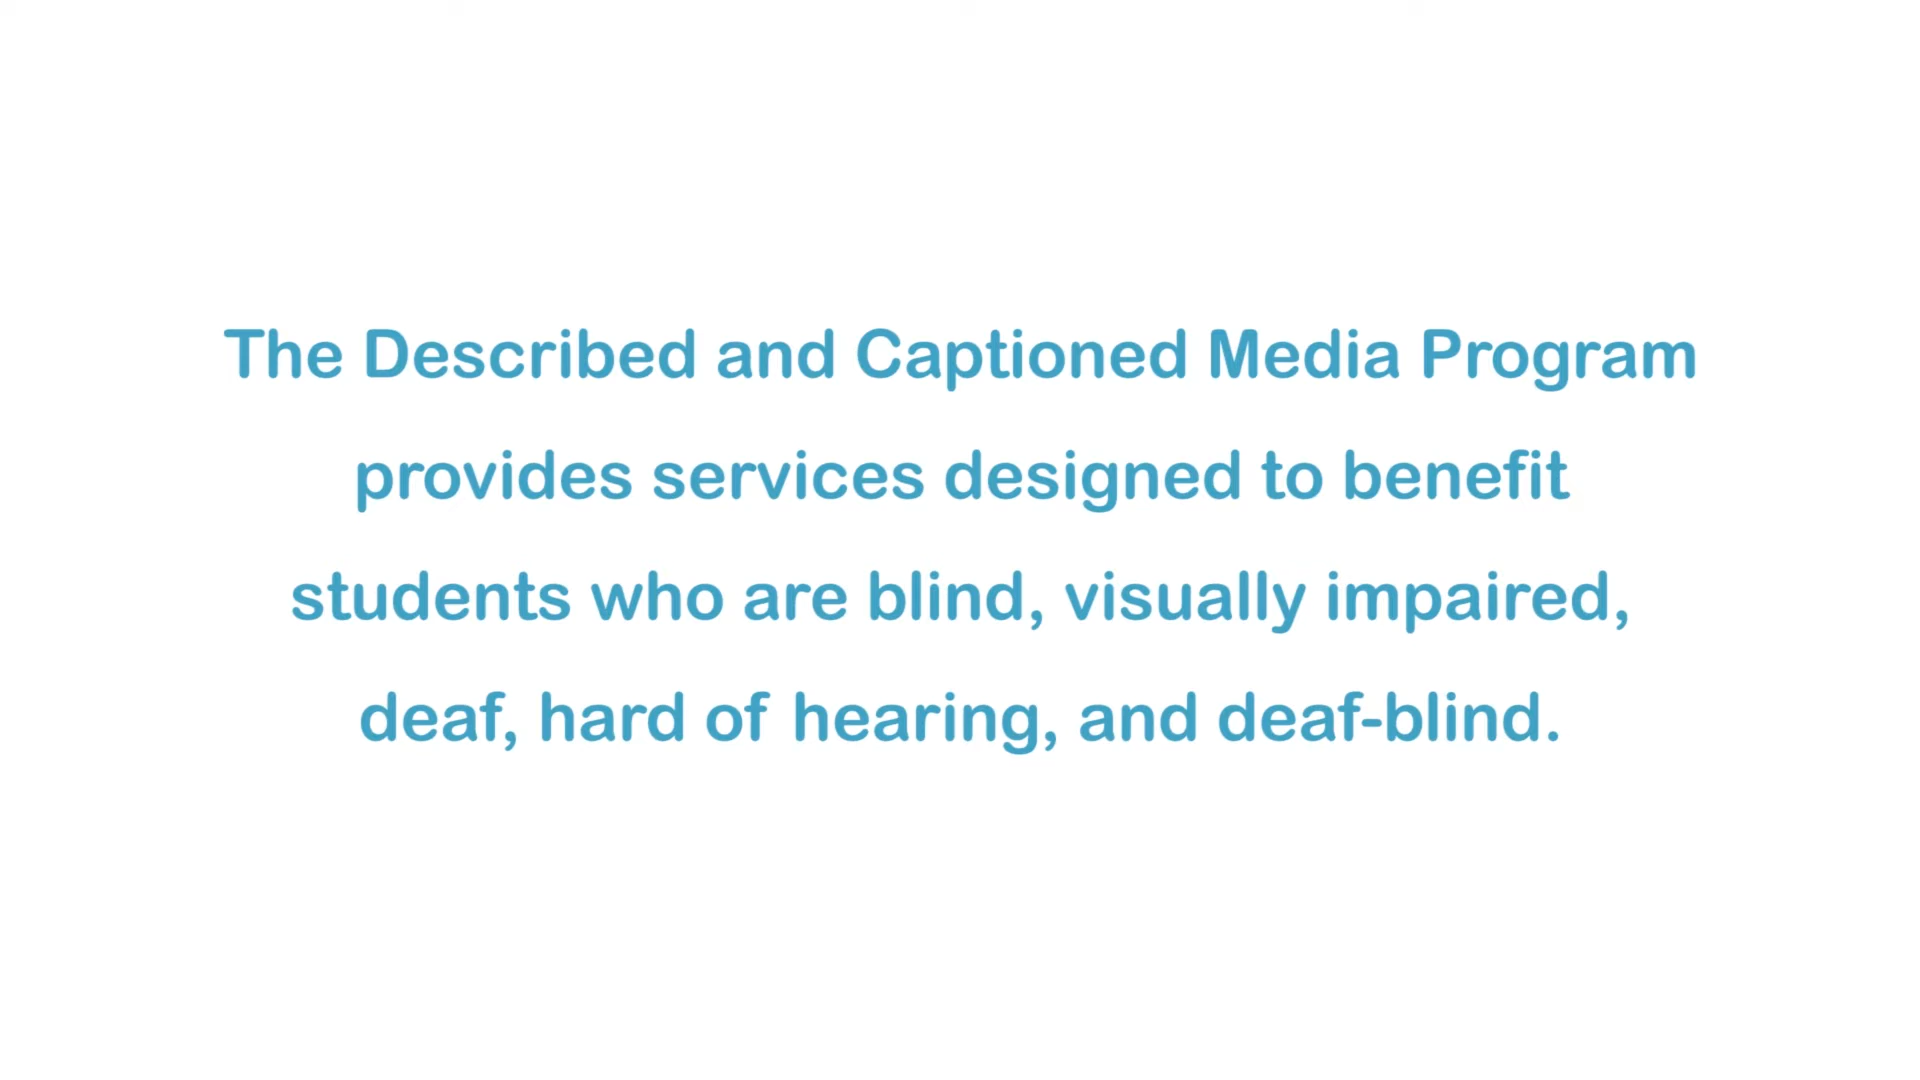 The Described and Captioned Media Program
provides services designed to benefit
students who are blind, visually impaired,
deaf, hard of hearing, and deaf-blind.